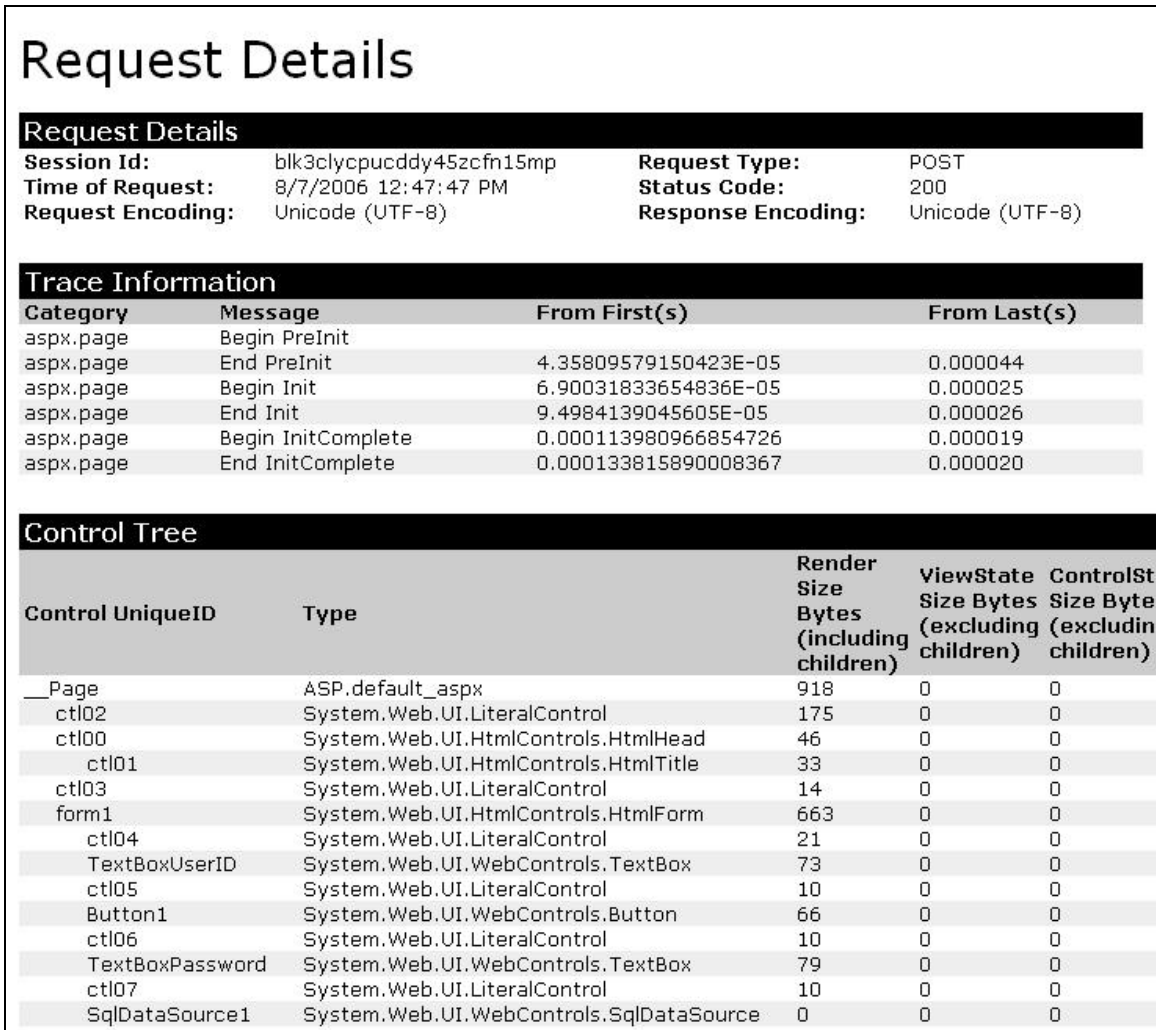 Request Details
Request Details
Session Id: blk3clycpucddy45zcfn15mp Request Type: POST
Time of Request: 8/7/2006 12:47:47 PM Status Code: 200
Request Encoding: Unicode (UTF-8) Response Encoding: Unicode (UTF-8)
Trace Information
Category Message From First(s) From Last(s)
aspx.page Begin PreInit
aspx.page End PreInit 4.35809579150423E-05 0.000044
aspx.page Begin Init 6.90031833654836E-05 0.000025
aspx.page End Init 9.4984139045605E-05 0.000026
aspx.page Begin InitComplete 0.000113980966854726 0.000019
aspx.page End InitComplete 0.000133815890008367 0.000020
Control Tree
Render
Size ViewState ControlSt
Control UniqueID Type Bytes Size Bytes Size Byte
(including (excluding (excludin
children) children) children)
__Page ASP.default_aspx 918 0 0
ctl02 System.Web.UI.LiteralControl 175 0 0
ctl00 System.Web.UI.HtmlControls.HtmlHead 46 0 0
ctl01 System.Web.UI.HtmlControls.HtmlTitle 33 0 0
ctl03 System.Web.UI.LiteralControl 14 0 0
form1 System.Web.UI.HtmlControls.HtmlForm 663 0 0
ctl04 System.Web.UI.LiteralControl 21 0 0
TextBoxUserID System.Web.UI.WebControls.TextBox 73 0 0
ctl05 System.Web.UI.LiteralControl 10 0 0
Button1 System.Web.UI.WebControls.Button 66 0 0
ctl06 System.Web.UI.LiteralControl 10 0 0
TextBoxPassword System.Web.UI.WebControls.TextBox 79 0 0
ctl07 System.Web.UI.LiteralControl 10 0 0
SqlDataSource1 System.Web.UI.WebControls.SqlDataSource 0 0 0